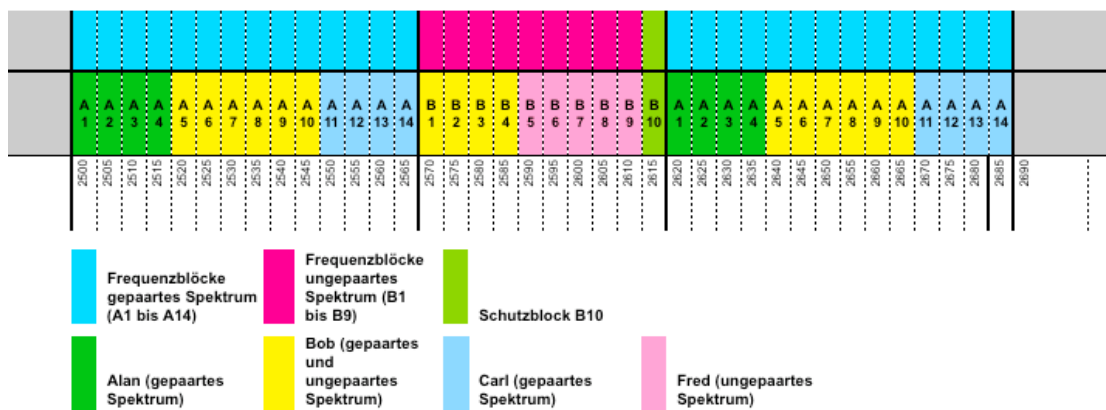 A A A A A A A A A A A A A A B B B B B B B B B B A A A A A A A A A A A A A A
1 2 3 4 5 6 7 8 9 10 11 12 13 14 1 2 3 4 5 6 7 8 9 10 1 2 3 4 5 6 7 8 9 10 11 12 13 14
2500 2505 2510 2515 2520 2525 2530 2535 2540 2545 2550 2555 2560 2565 2570 2575 2580 2585 2590 2595 2600 2605 2610 2615 2620 2625 2630 2635 2640 2645 2650 2655 2660 2665 2670 2675 2680 2685 2690
Frequenzblöcke
gepaartes Spektrum
(A1 bis A14)
Frequenzblöcke
ungepaartes
Spektrum (B1
bis B9)
Schutzblock B10
Alan (gepaartes
Spektrum)
Bob (gepaartes
und
ungepaartes
Spektrum)
Carl (gepaartes
Spektrum)
Fred (ungepaartes
Spektrum)